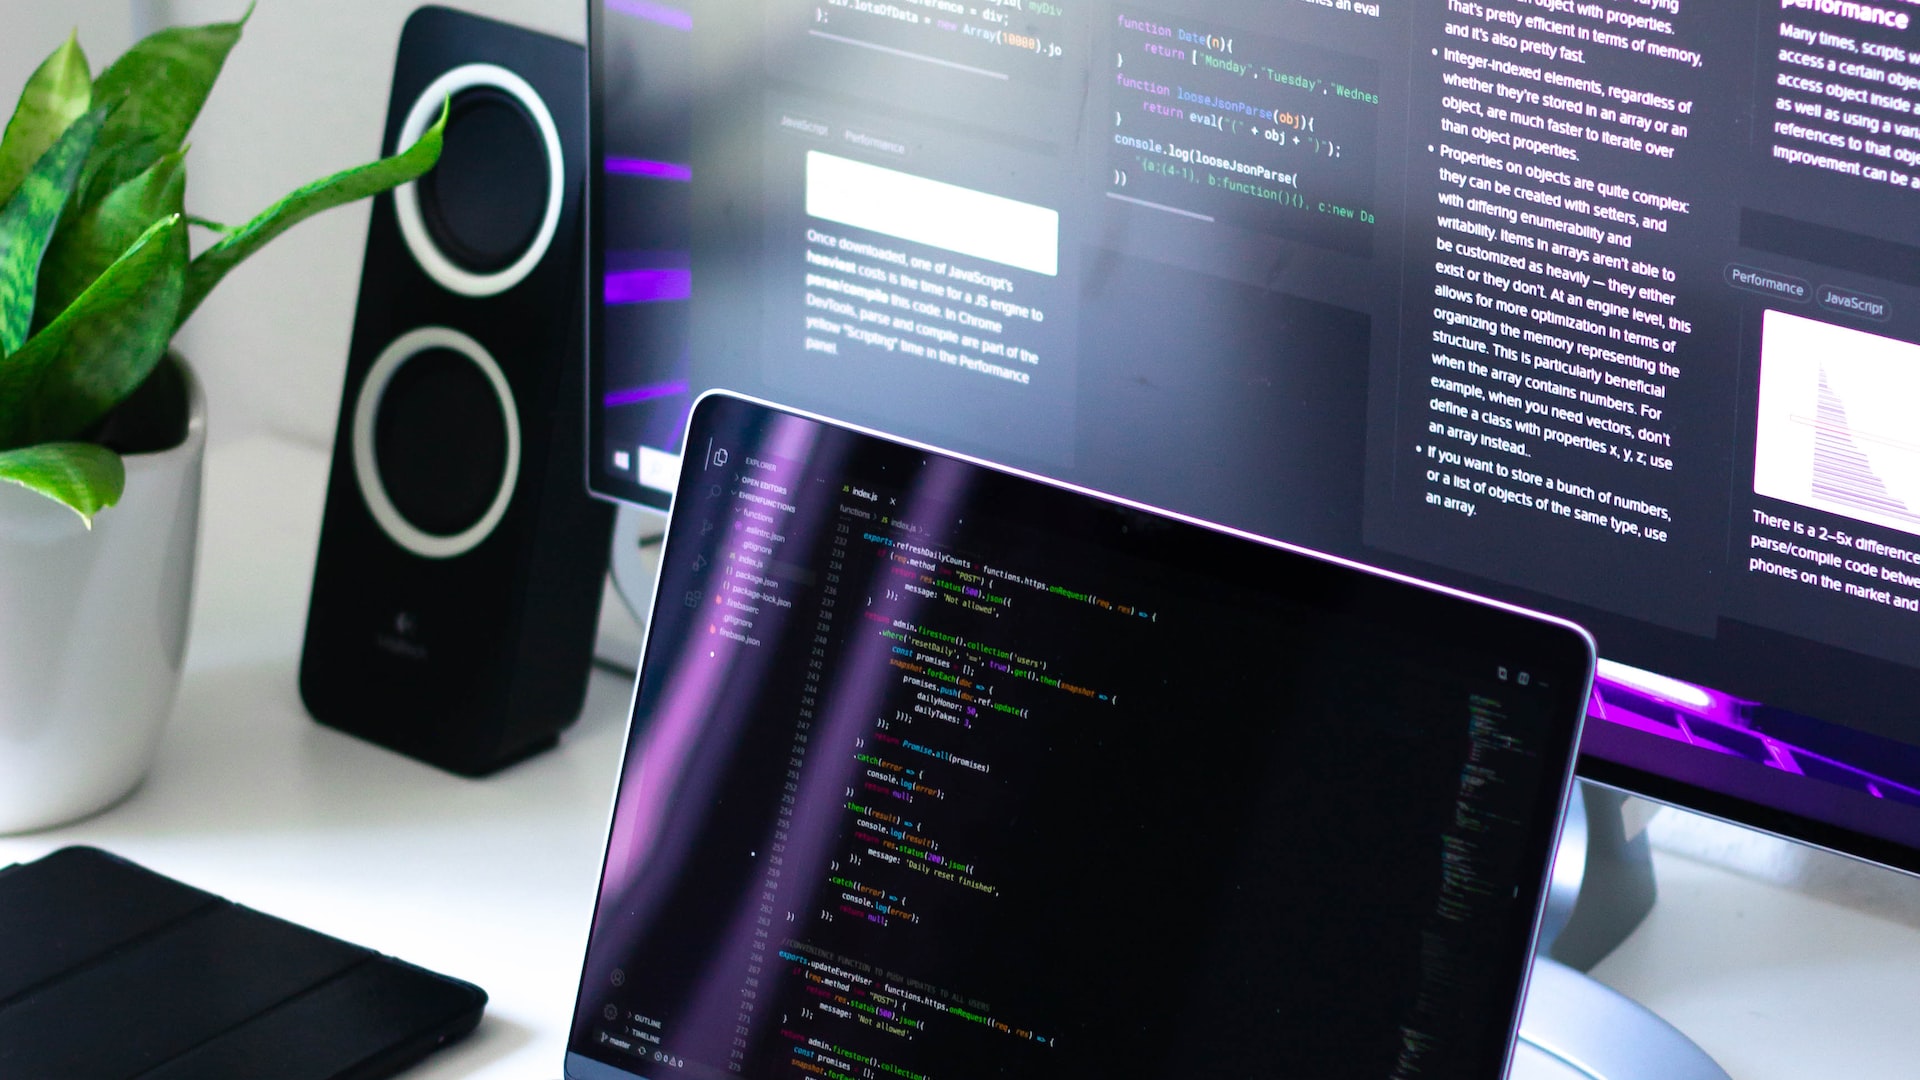 myDiv
ference = div;
div.lotsOfData = new Array(10000).jo
};
JavaScript
Performance
Once downloaded, one of JavaScript's
heaviest costs is the time for a JS engine to
parse/compile this code. In Chrome
DevTools, parse and compile are part of the
yellow "Scripting" time in the Performance
panel.
es an eval
function Date(n){
return ["Monday","Tuesday","Wednes
}
function looseJsonParse(obj){
return eval("(" + obj + ")");
}
console.log(looseJsonParse(
"{a:(4-1), b:function(){}, c:new Da
))
object with properties.
That's pretty efficient in terms of memory,
and it's also pretty fast.
• Integer-indexed elements, regardless of
whether they're stored in an array or an
object, are much faster to iterate over
than object properties.
• Properties on objects are quite complex:
they can be created with setters, and
with differing enumerability and
writability. Items in arrays aren't able to
be customized as heavily — they either
exist or they don't. At an engine level, this
allows for more optimization in terms of
organizing the memory representing the
structure. This is particularly beneficial
when the array contains numbers. For
example, when you need vectors, don't
define a class with properties x, y, z; use
an array instead..
• If you want to store a bunch of numbers,
or a list of objects of the same type, use
an array.
performance
Many times, scripts w
access a certain obje
access object inside a
as well as using a vari
references to that obje
improvement can be a
Performance
JavaScript
There is a 2–5x difference
parse/compile code betwe
phones on the market and
EXPLORER
OPEN EDITORS
EHRENFUNCTIONS
functions
.eslintrc.json
.gitignore
JS index.js
{} package.json
{} package-lock.json
.firebaserc
.gitignore
firebase.json
OUTLINE
TIMELINE
master
0
0
JS index.js
functions > JS index.js >
231
232 exports.refreshDailyCounts = functions.https.onRequest((req, res) => {
233 if (req.method !== "POST") {
234 return res.status(500).json({
235 message: 'Not allowed',
236 });
237 }
238
239 return admin.firestore().collection('users')
240 .where('resetDaily', '==', true).get().then(snapshot => {
241 const promises = [];
242 snapshot.forEach(doc => {
243 promises.push(doc.ref.update({
244 dailyHonor: 50,
245 dailyTakes: 3,
246 }));
247 });
248 return Promise.all(promises)
249 })
250 .catch(error => {
251 console.log(error);
252 return null;
253 })
254 .then((result) => {
255 console.log(result);
256 return res.status(200).json({
257 message: 'Daily reset finished',
258 });
259 })
260 .catch((error) => {
261 console.log(error);
262 return null;
263 });
264 })
265 //CONVENIENCE FUNCTION TO PUSH UPDATES TO ALL USERS
266 exports.updateEveryUser = functions.https.onRequest((req, res) => {
267 if (req.method !== "POST") {
268 return res.status(500).json({
269 message: 'Not allowed',
270 });
271 }
272 return admin.firestore().collection(
273 const promises = [];
274 snapshot.forEach